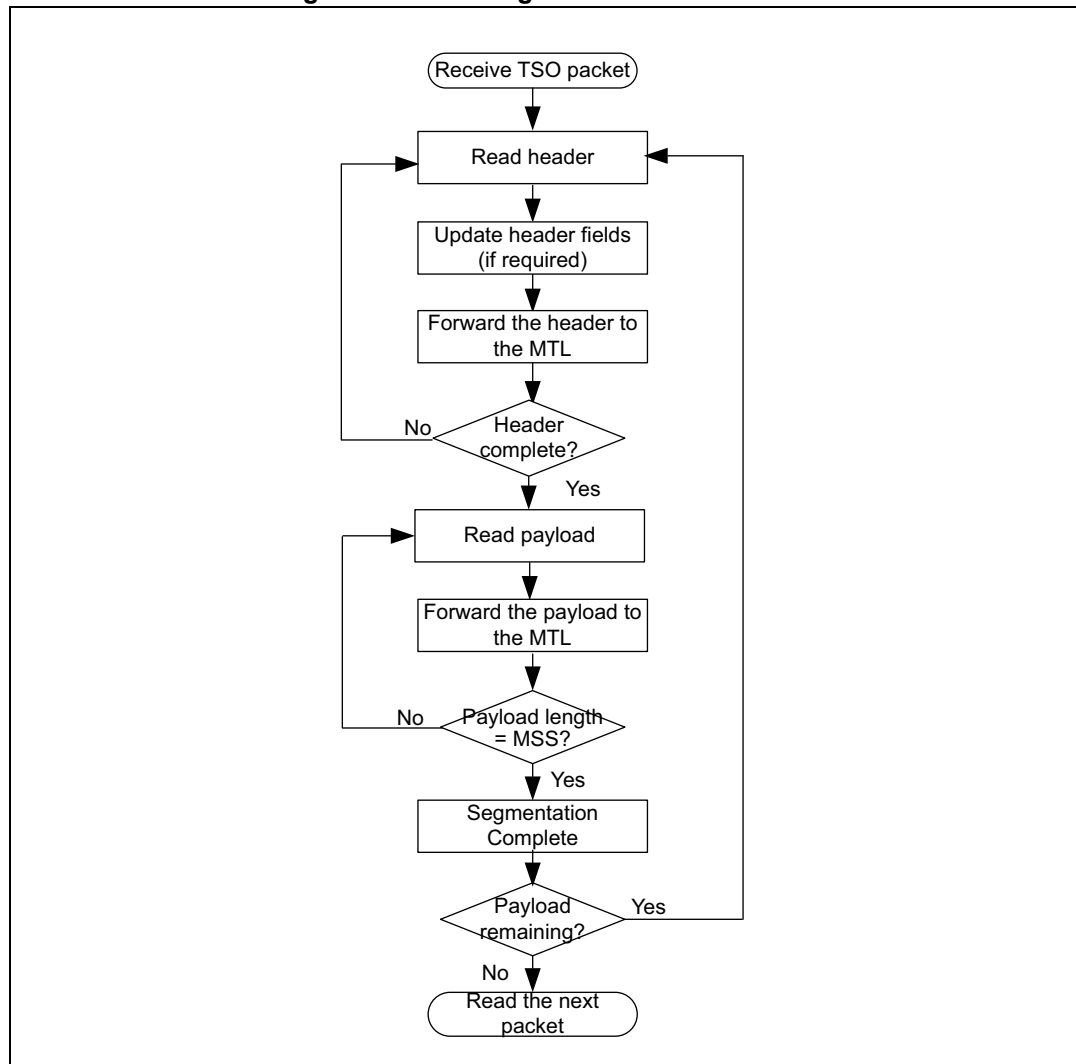 Receive TSO packet
Read header
Update header fields
(if required)
Forward the header to
the MTL
No
Header
complete?
Yes
Read payload
Forward the payload to
the MTL
No
Payload length
= MSS?
Yes
Segmentation
Complete
Payload
remaining?
Yes
No
Read the next
packet